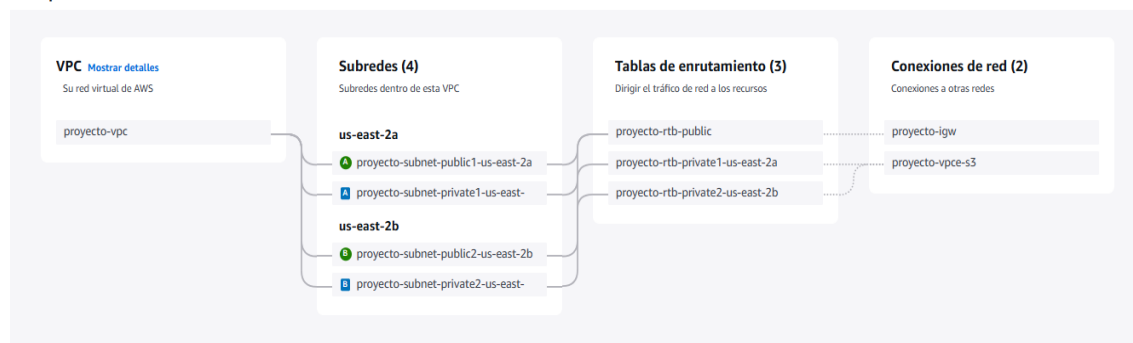 VPC Mostrar detalles
Su red virtual de AWS
proyecto-vpc
Subredes (4)
Subredes dentro de esta VPC
us-east-2a
A proyecto-subnet-public1-us-east-2a
A proyecto-subnet-private1-us-east-
us-east-2b
B proyecto-subnet-public2-us-east-2b
B proyecto-subnet-private2-us-east-
Tablas de enrutamiento (3)
Dirigir el tráfico de red a los recursos
proyecto-rtb-public
proyecto-rtb-private1-us-east-2a
proyecto-rtb-private2-us-east-2b
Conexiones de red (2)
Conexiones a otras redes
proyecto-igw
proyecto-vpce-s3